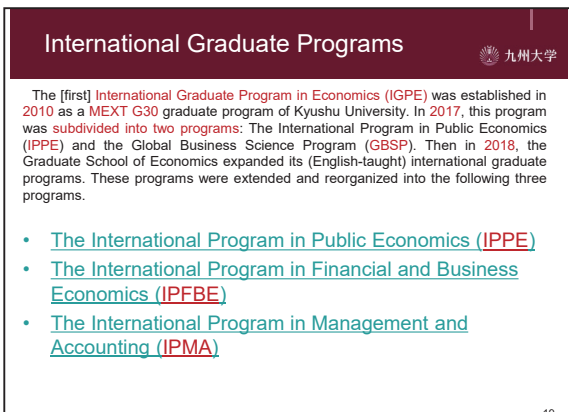 International Graduate Programs
九州大学
The [first] International Graduate Program in Economics (IGPE) was established in
2010 as a MEXT G30 graduate program of Kyushu University. In 2017, this program
was subdivided into two programs: The International Program in Public Economics
(IPPE) and the Global Business Science Program (GBSP). Then in 2018, the
Graduate School of Economics expanded its (English-taught) international graduate
programs. These programs were extended and reorganized into the following three
programs.
• The International Program in Public Economics (IPPE)
• The International Program in Financial and Business
Economics (IPFBE)
• The International Program in Management and
Accounting (IPMA)